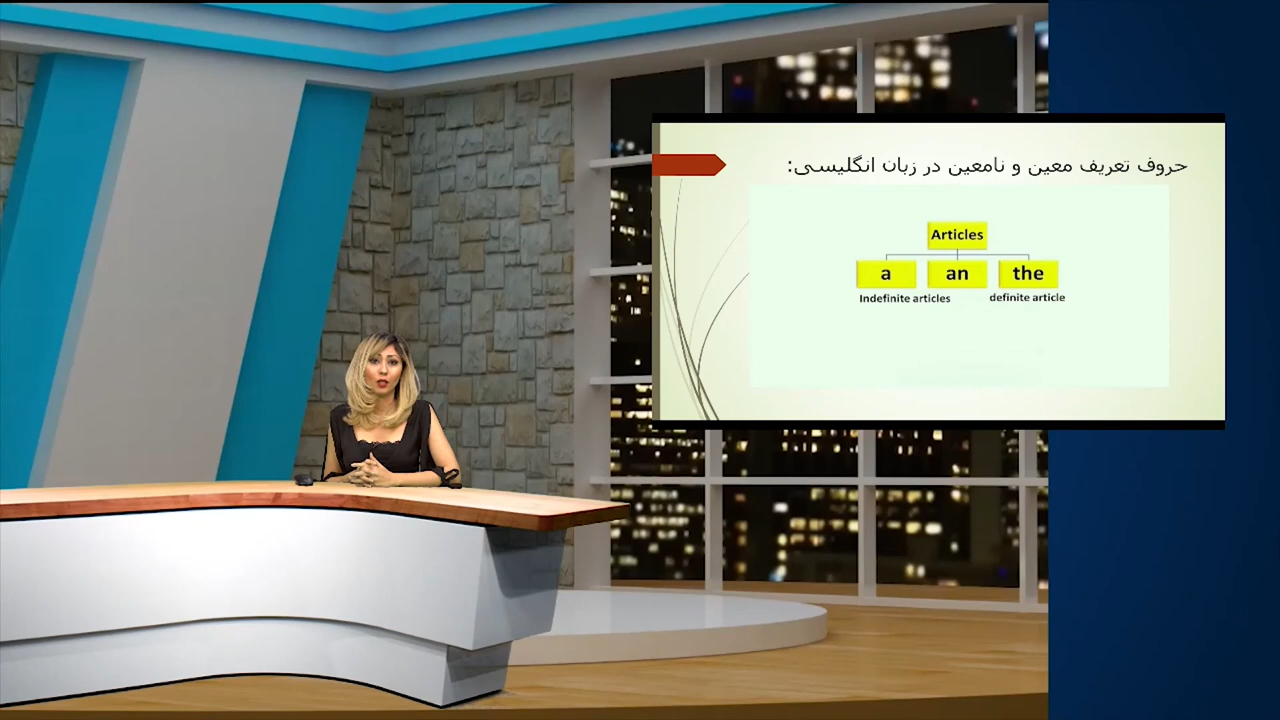 حروف تعریف معین و نامعین در زبان انگلیسی:
Articles
a an the
Indefinite articles definite article